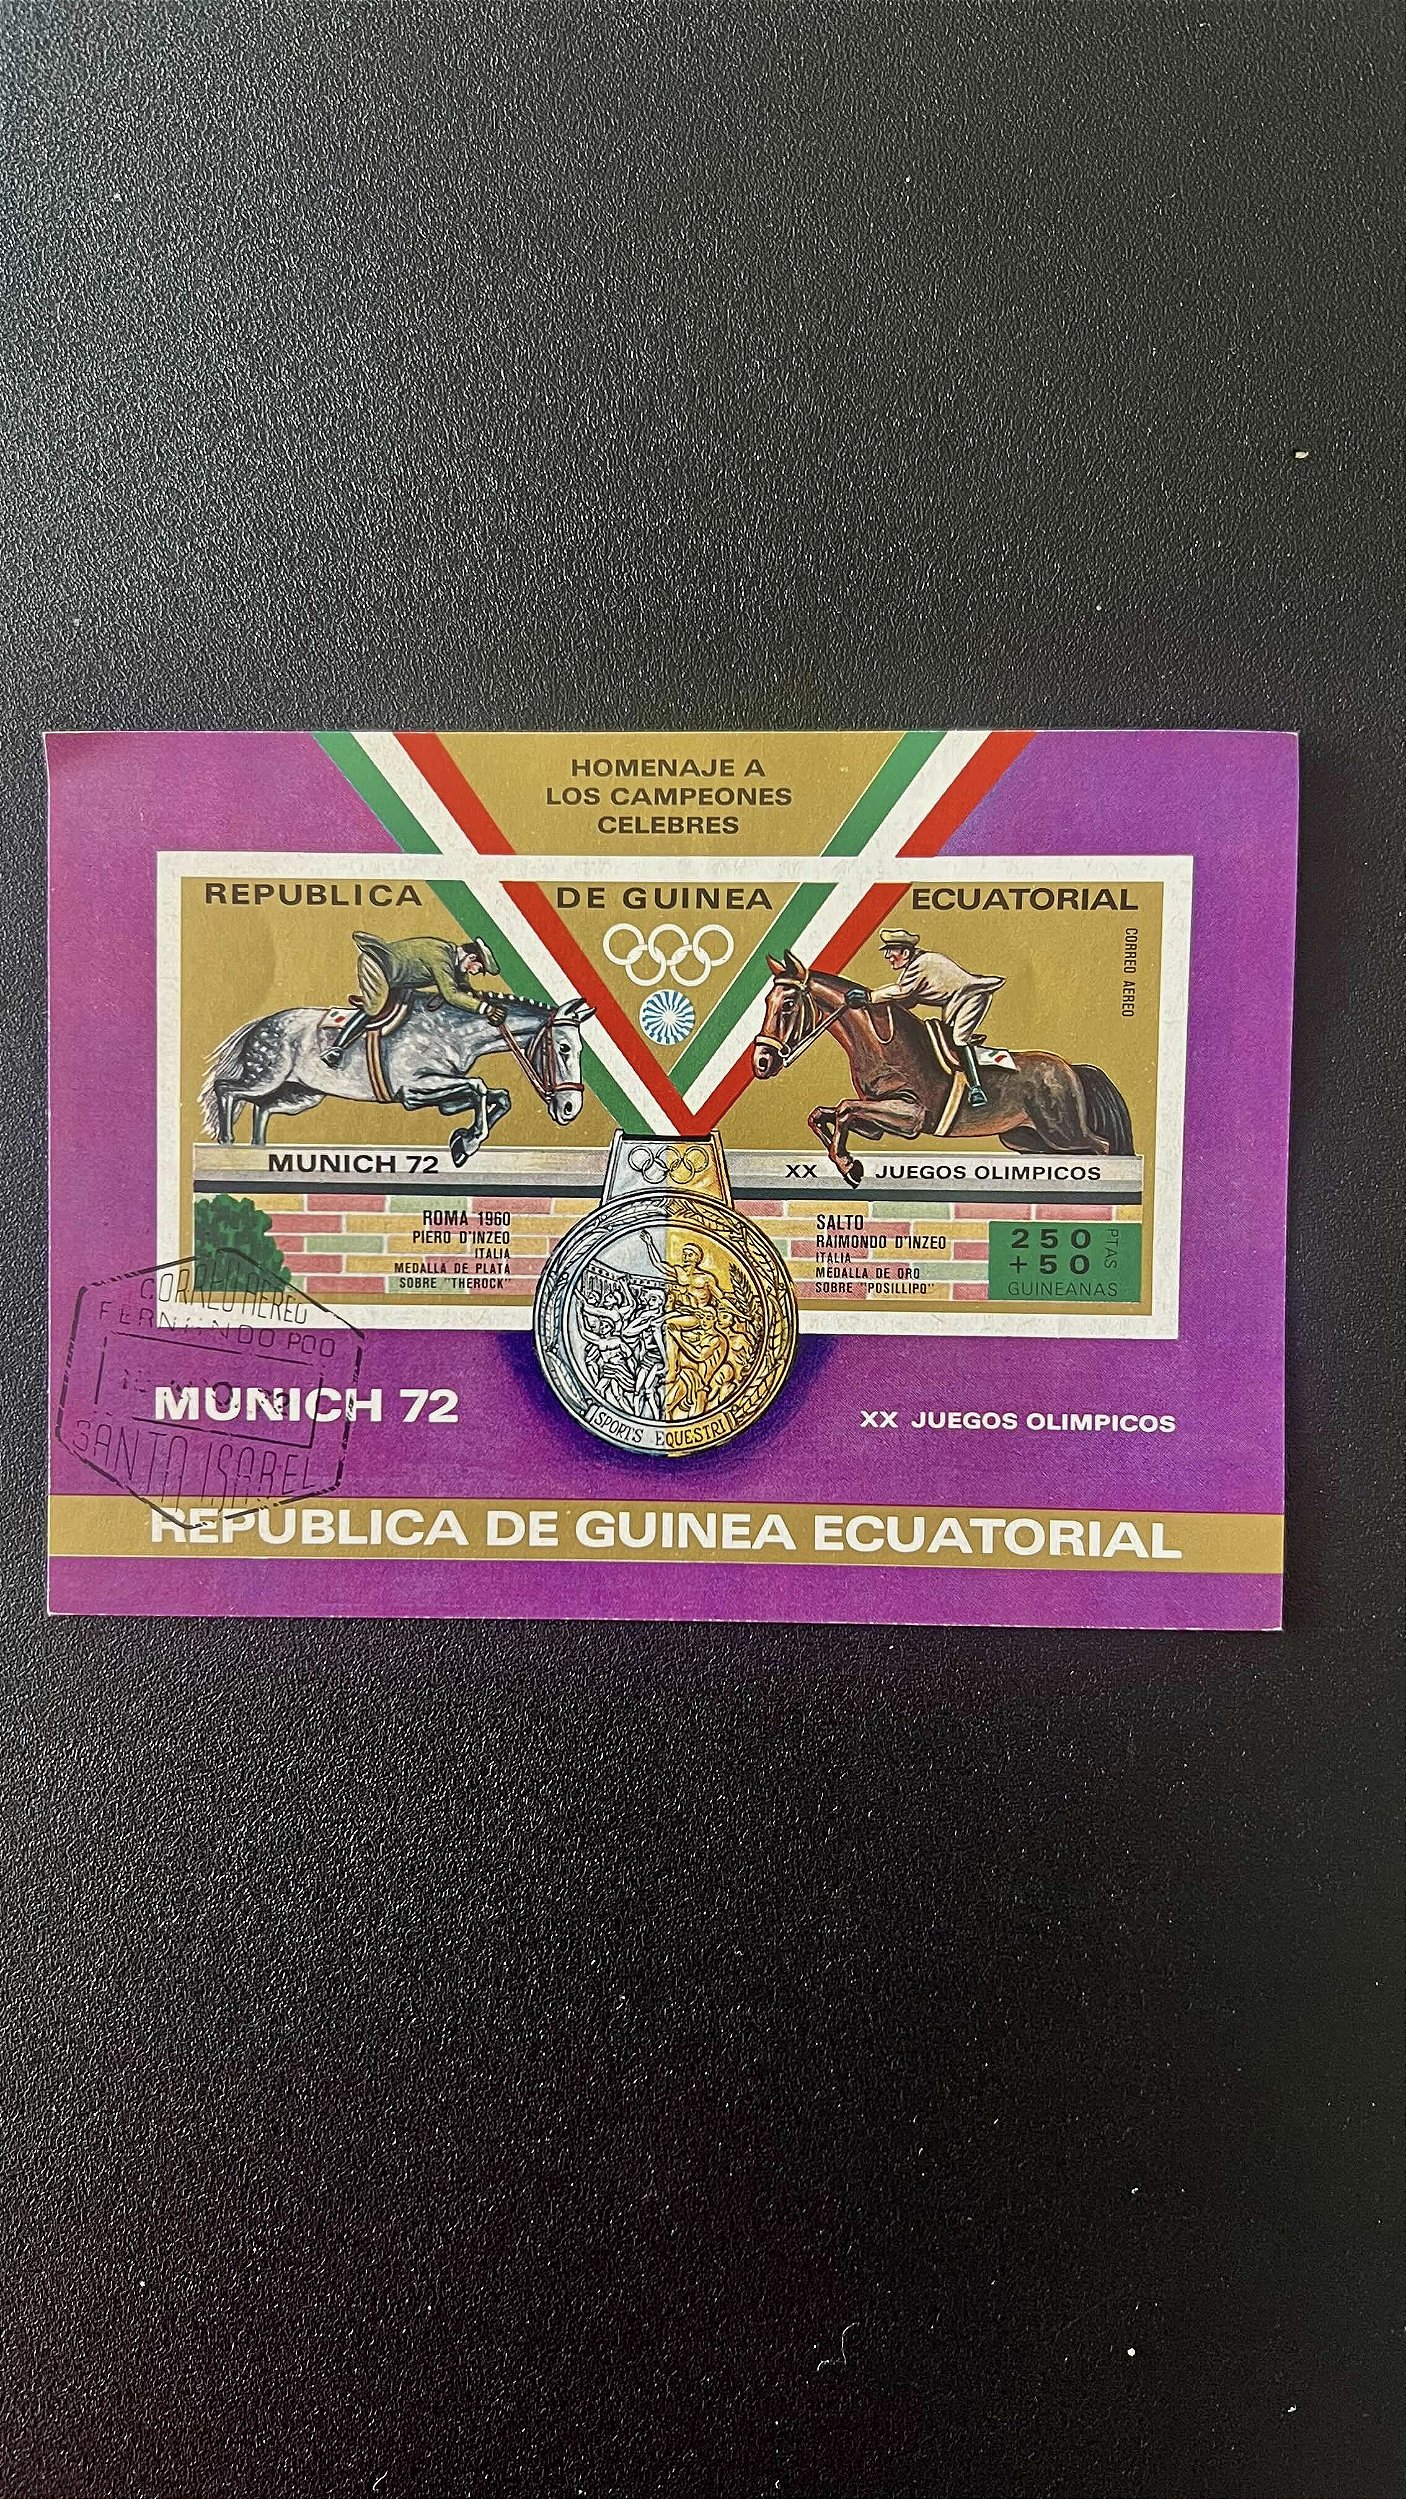 HOMENAJE A
LOS CAMPEONES
CELEBRES
REPUBLICA DE GUINEA ECUATORIAL
CORREO AEREO
MUNICH 72
XX JUEGOS OLIMPICOS
ROMA 1960
PIERO D'INZEO
ITALIA
MEDALLA DE PLATA
SOBRE "THEROCK"
SALTO
RAIMONDO D'INZEO
ITALIA
MEDALLA DE ORO
SOBRE "POSILLIPO"
250
+50
PTAS
GUINEANAS
SPORTS EQUESTRI
CORREO AEREO
FERNANDO POO
SANTA ISABEL
MUNICH 72
XX JUEGOS OLIMPICOS
REPUBLICA DE GUINEA ECUATORIAL